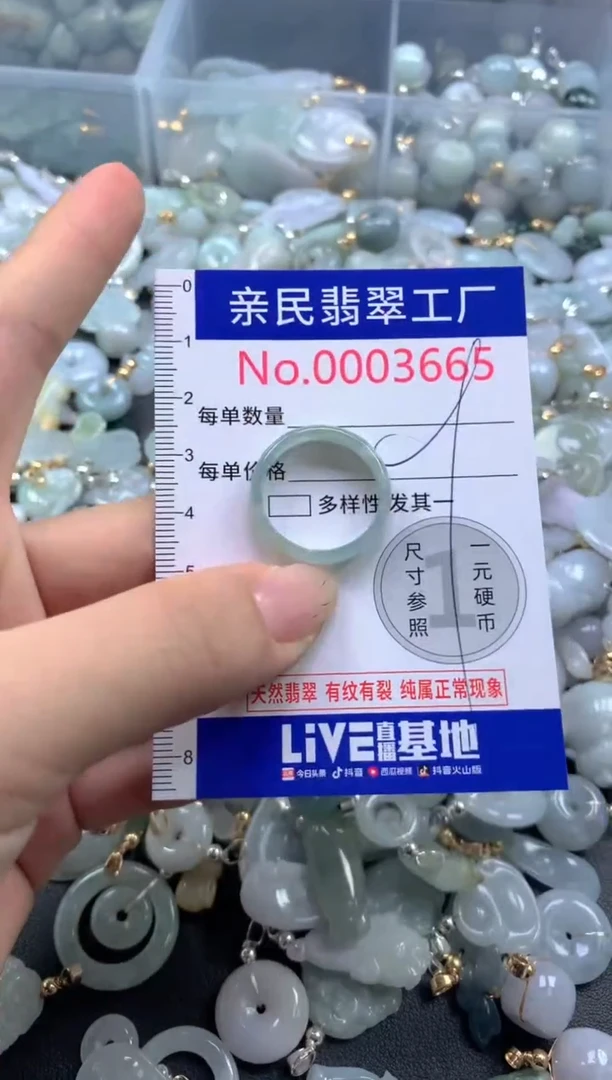 亲民翡翠工厂
No.0003665
每单数量
每单价格
多样性 发其一
一元硬币
尺寸参照
1
天然翡翠 有纹有裂 纯属正常现象
LiVE直播基地
今日头条 抖音 西瓜视频 抖音火山版
0
1
2
3
4
5
8